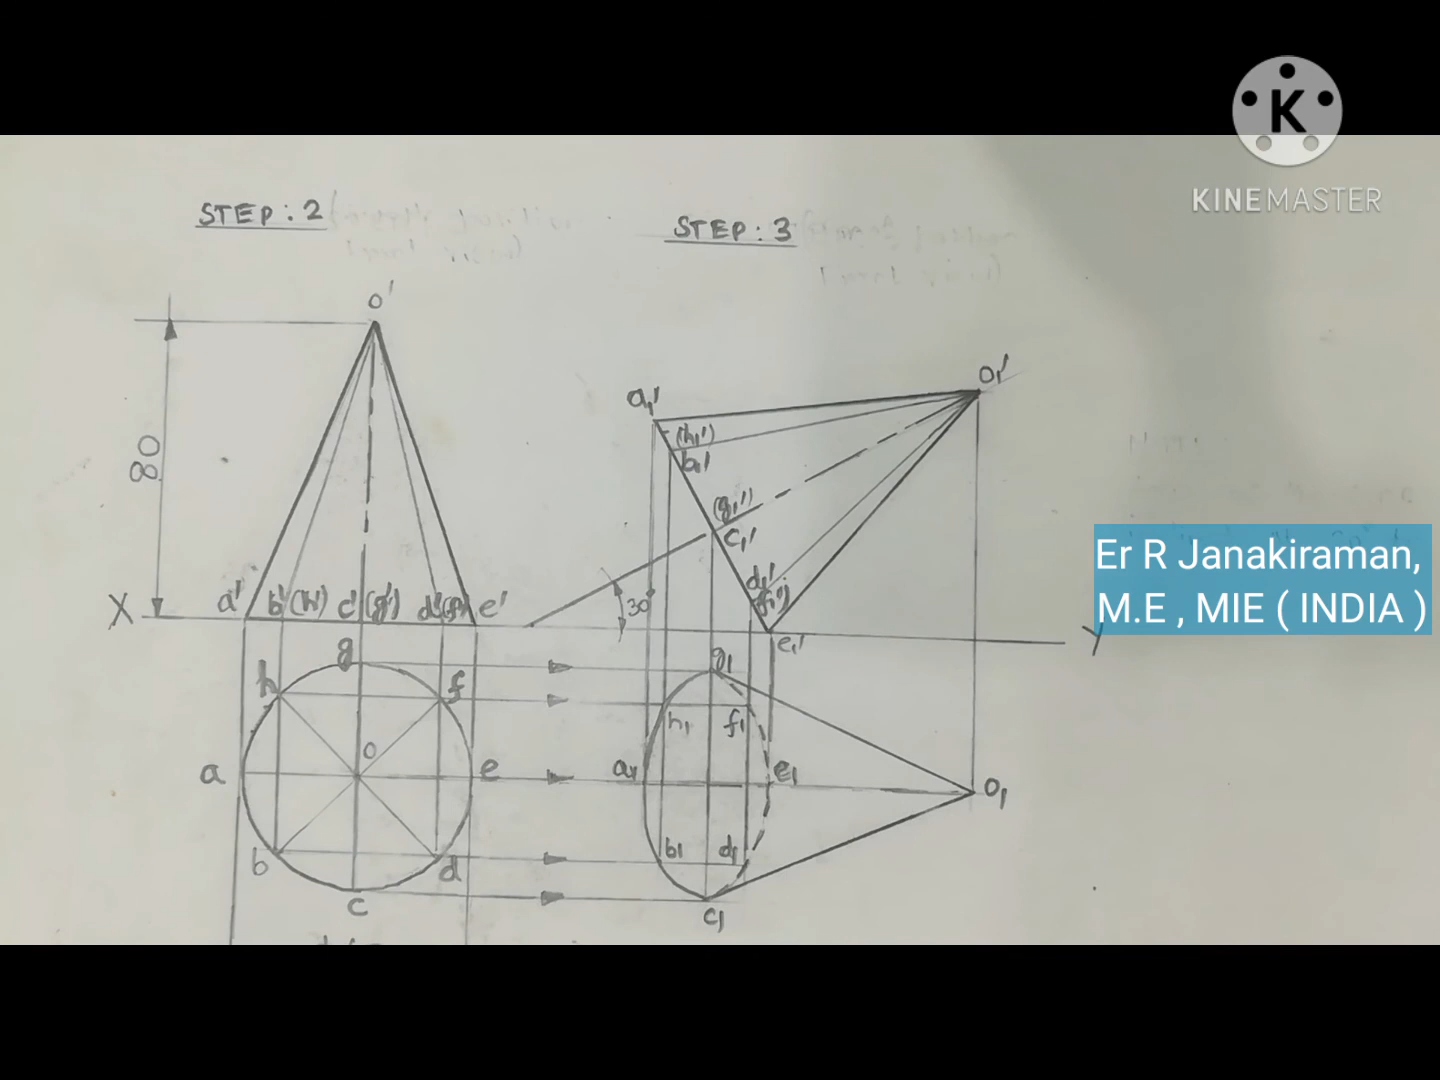 KINEMASTER
STEP: 2
STEP: 3
o'
o₁'
a₁'
(h₁')
b₁'
80
(g₁')
c₁'
Er R Janakiraman,
M.E , MIE ( INDIA )
d₁'
(f₁')
30
X
a' b'(h') c'(g') d'(f') e'
e₁'
Y
g
g₁
h f
h₁ f₁
o
a e
a₁ e₁
o₁
b d
b₁ d₁
c
c₁